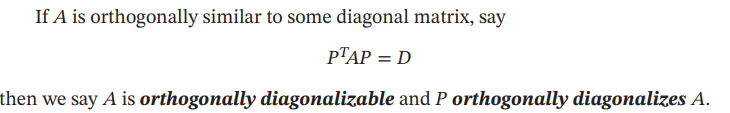 If A is orthogonally similar to some diagonal matrix, say
PᵀAP = D
then we say A is orthogonally diagonalizable and P orthogonally diagonalizes A.